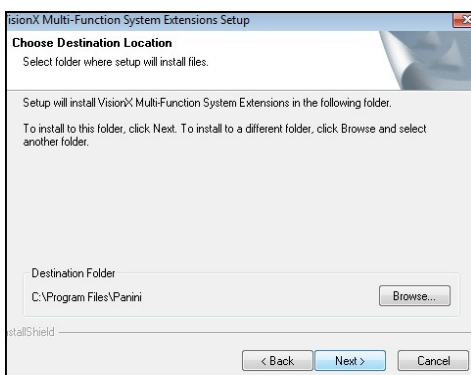 isionX Multi-Function System Extensions Setup
Choose Destination Location
Select folder where setup will install files.
Setup will install VisionX Multi-Function System Extensions in the following folder.
To install to this folder, click Next. To install to a different folder, click Browse and select
another folder.
Destination Folder
C:\Program Files\Panini
Browse...
stallShield
< Back
Next >
Cancel